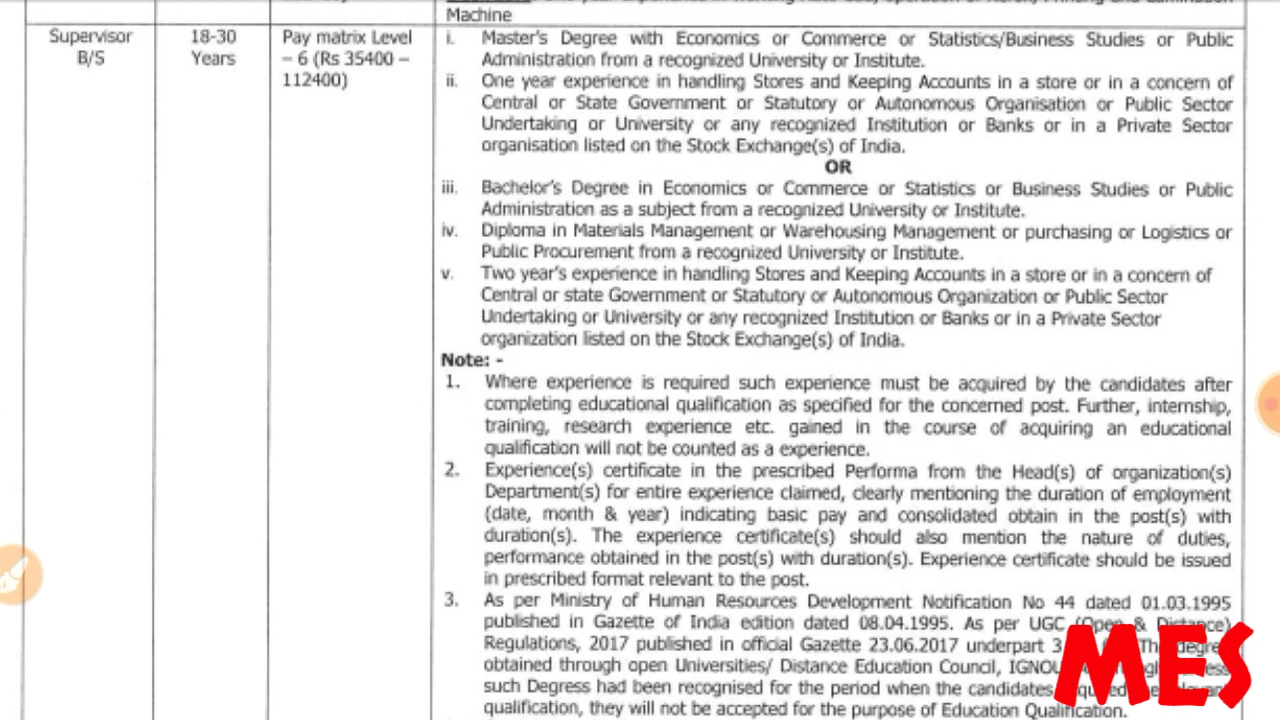 Machine
Supervisor
B/S
18-30
Years
Pay matrix Level
– 6 (Rs 35400 –
112400)
i. Master's Degree with Economics or Commerce or Statistics/Business Studies or Public
Administration from a recognized University or Institute.
ii. One year experience in handling Stores and Keeping Accounts in a store or in a concern of
Central or State Government or Statutory or Autonomous Organisation or Public Sector
Undertaking or University or any recognized Institution or Banks or in a Private Sector
organisation listed on the Stock Exchange(s) of India.
OR
iii. Bachelor's Degree in Economics or Commerce or Statistics or Business Studies or Public
Administration as a subject from a recognized University or Institute.
iv. Diploma in Materials Management or Warehousing Management or purchasing or Logistics or
Public Procurement from a recognized University or Institute.
v. Two year's experience in handling Stores and Keeping Accounts in a store or in a concern of
Central or state Government or Statutory or Autonomous Organization or Public Sector
Undertaking or University or any recognized Institution or Banks or in a Private Sector
organization listed on the Stock Exchange(s) of India.
Note: -
1. Where experience is required such experience must be acquired by the candidates after
completing educational qualification as specified for the concerned post. Further, internship,
training, research experience etc. gained in the course of acquiring an educational
qualification will not be counted as a experience.
2. Experience(s) certificate in the prescribed Performa from the Head(s) of organization(s)
Department(s) for entire experience claimed, clearly mentioning the duration of employment
(date, month & year) indicating basic pay and consolidated obtain in the post(s) with
duration(s). The experience certificate(s) should also mention the nature of duties,
performance obtained in the post(s) with duration(s). Experience certificate should be issued
in prescribed format relevant to the post.
3. As per Ministry of Human Resources Development Notification No 44 dated 01.03.1995
published in Gazette of India edition dated 08.04.1995. As per UGC (Open & Distance)
Regulations, 2017 published in official Gazette 23.06.2017 underpart 3
obtained through open Universities/ Distance Education Council, IGNOU
such Degress had been recognised for the period when the candidates
qualification, they will not be accepted for the purpose of Education Qualification.
MES